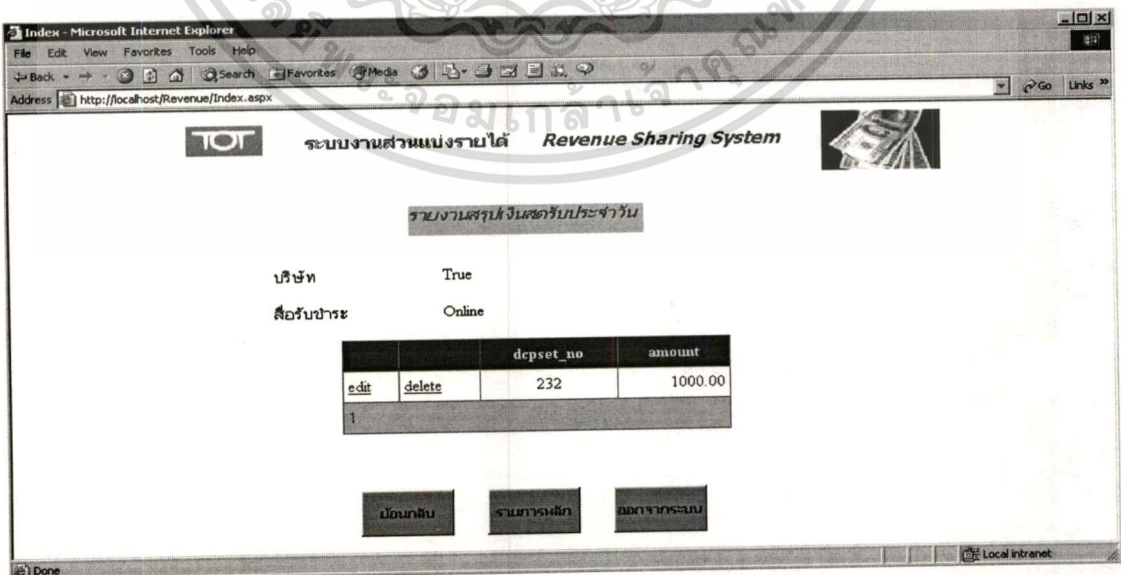 Index - Microsoft Internet Explorer
File Edit View Favorites Tools Help
Back Search Favorites Media
Address http://localhost/Revenue/Index.aspx Go Links »
TOT ระบบงานส่วนแบ่งรายได้ Revenue Sharing System
รายงานสรุปเงินสดรับประจำวัน
บริษัท True
สื่อรับชำระ Online
depset_no amount
edit delete 232 1000.00
1
ย้อนกลับ รายการหลัก ออกจากระบบ
Done Local intranet